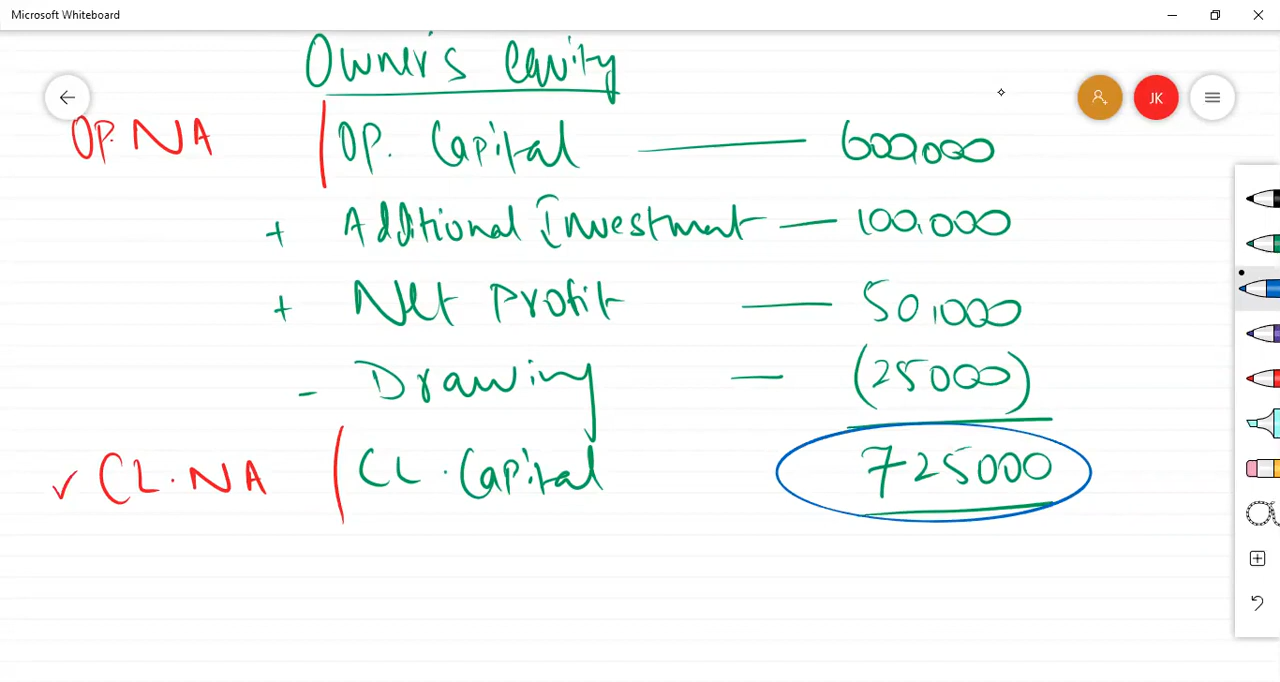 Microsoft Whiteboard
Owner's Equity
JK
OP. NA OP. Capital — 600,000
+ Additional Investment — 100,000
+ Net Profit — 50,000
- Drawing — (25000)
✓ CL. NA CL. Capital 725000
a